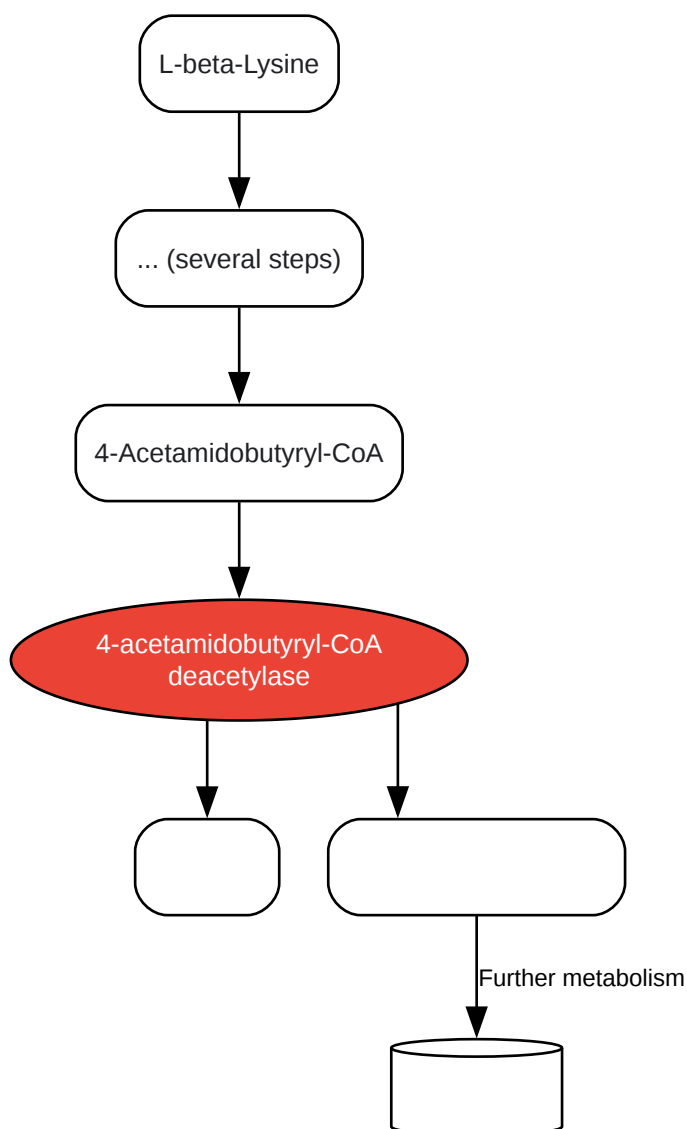 L-beta-Lysine
... (several steps)
4-Acetamidobutyryl-CoA
4-acetamidobutyryl-CoA
deacetylase
Further metabolism